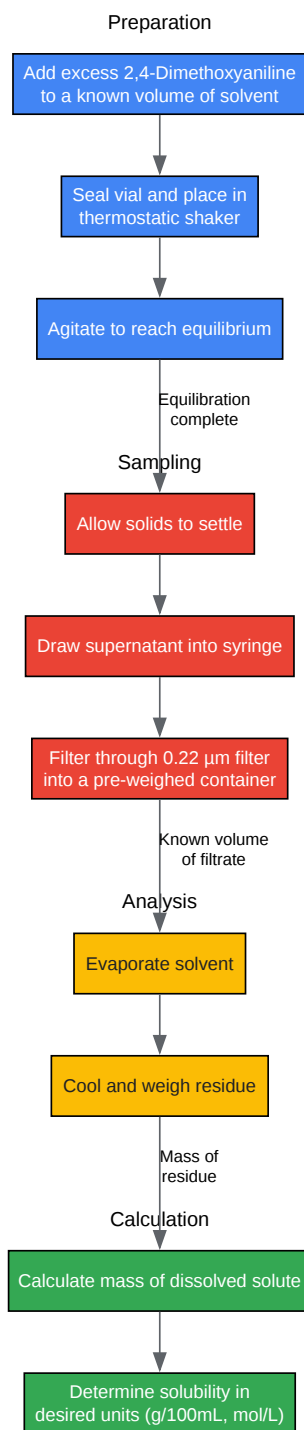 Preparation
Add excess 2,4-Dimethoxyaniline
to a known volume of solvent
Seal vial and place in
thermostatic shaker
Agitate to reach equilibrium
Equilibration
complete
Sampling
Allow solids to settle
Draw supernatant into syringe
Filter through 0.22 µm filter
into a pre-weighed container
Known volume
of filtrate
Analysis
Evaporate solvent
Cool and weigh residue
Mass of
residue
Calculation
Calculate mass of dissolved solute
Determine solubility in
desired units (g/100mL, mol/L)